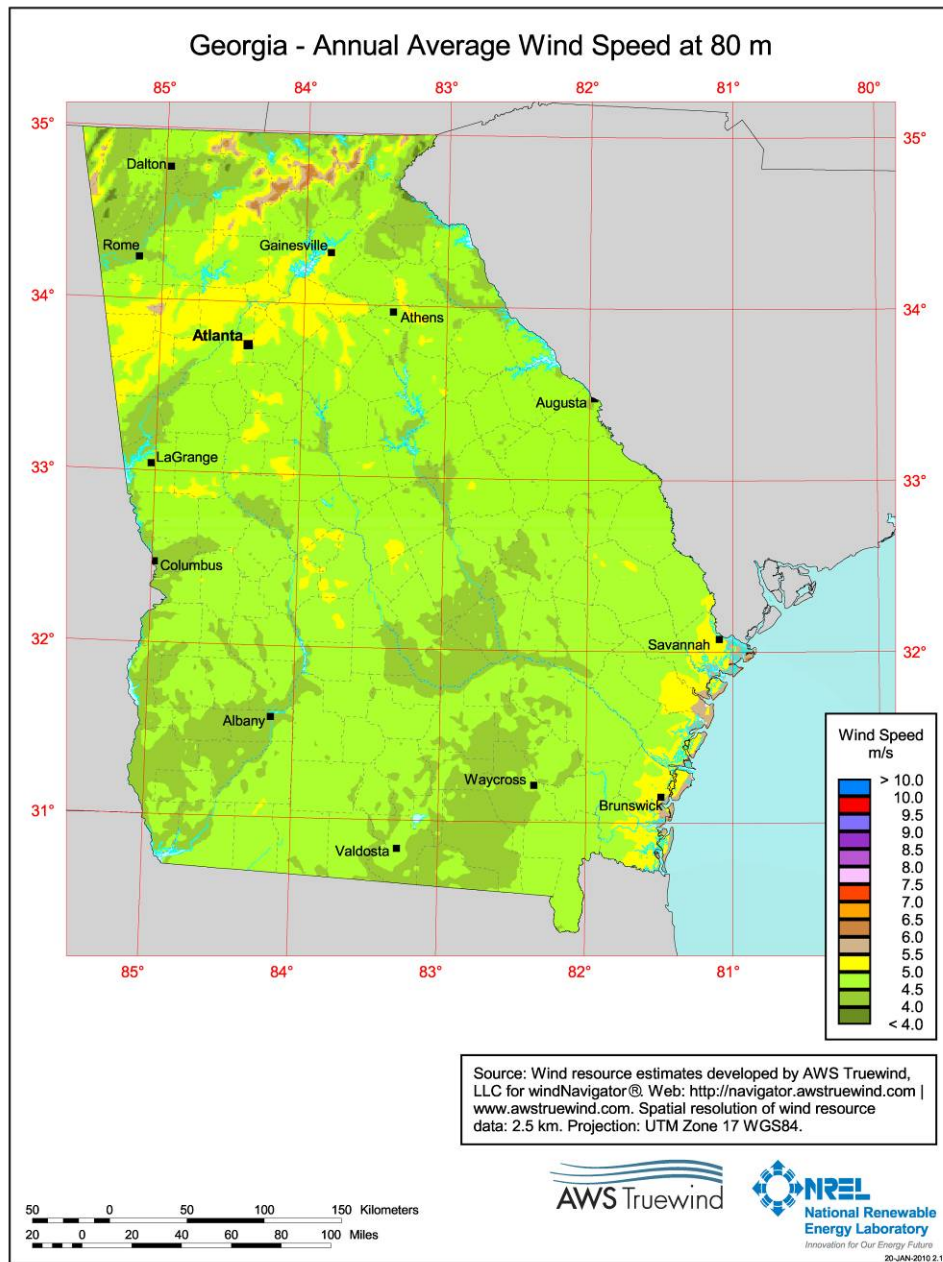 Georgia - Annual Average Wind Speed at 80 m
85° 84° 83° 82° 81° 80°
35° 35°
Dalton
Rome
Gainesville
34° 34°
Athens
Atlanta
Augusta
LaGrange
33° 33°
Columbus
Savannah
32° 32°
Albany
Waycross
Brunswick
31° 31°
Valdosta
85° 84° 83° 82° 81°
Wind Speed
m/s
> 10.0
10.0
9.5
9.0
8.5
8.0
7.5
7.0
6.5
6.0
5.5
5.0
4.5
4.0
< 4.0
Source: Wind resource estimates developed by AWS Truewind,
LLC for windNavigator®. Web: http://navigator.awstruewind.com |
www.awstruewind.com. Spatial resolution of wind resource
data: 2.5 km. Projection: UTM Zone 17 WGS84.
AWS Truewind
NREL
National Renewable
Energy Laboratory
Innovation for Our Energy Future
50 0 50 100 150 Kilometers
20 0 20 40 60 80 100 Miles
20-JAN-2010 2.1